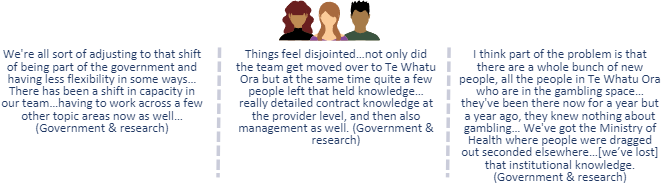 We're all sort of adjusting to that shift
of being part of the government and
having less flexibility in some ways...
There has been a shift in capacity in
our team...having to work across a few
other topic areas now as well...
(Government & research)
Things feel disjointed...not only did
the team get moved over to Te Whatu
Ora but at the same time quite a few
people left that held knowledge...
really detailed contract knowledge at
the provider level, and then also
management as well. (Government &
research)
I think part of the problem is that
there are a whole bunch of new
people, all the people in Te Whatu Ora
who are in the gambling space...
they've been there now for a year but
a year ago, they knew nothing about
gambling... We've got the Ministry of
Health where people were dragged
out seconded elsewhere...[we've lost]
that institutional knowledge.
(Government & research)